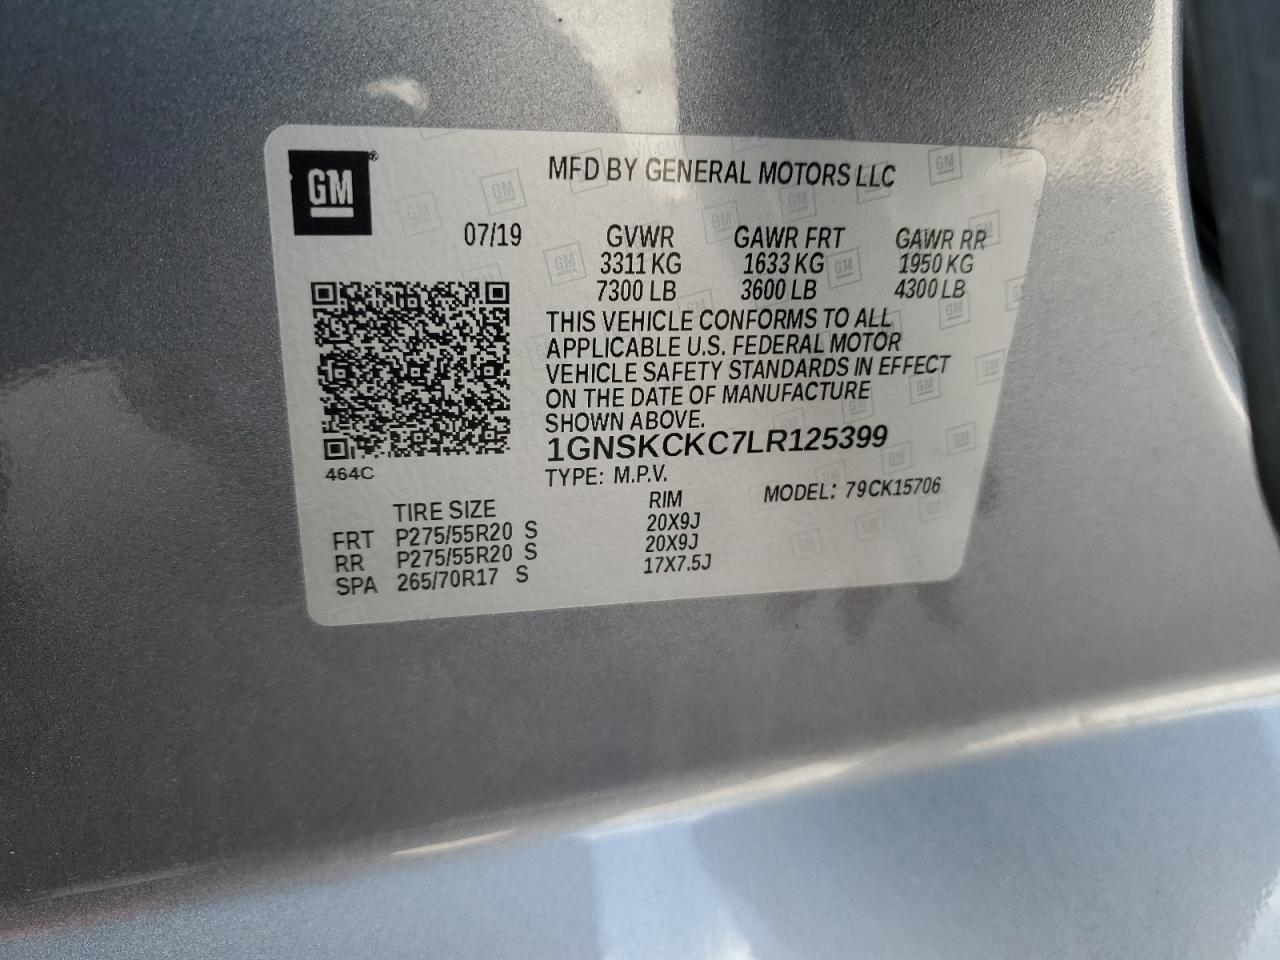 GM®
MFD BY GENERAL MOTORS LLC
07/19
GVWR GAWR FRT GAWR RR
3311 KG 1633 KG 1950 KG
7300 LB 3600 LB 4300 LB
THIS VEHICLE CONFORMS TO ALL
APPLICABLE U.S. FEDERAL MOTOR
VEHICLE SAFETY STANDARDS IN EFFECT
ON THE DATE OF MANUFACTURE
SHOWN ABOVE.
1GNSKCKC7LR125399
464C
TYPE: M.P.V.
MODEL: 79CK15706
TIRE SIZE RIM
FRT P275/55R20 S 20X9J
RR P275/55R20 S 20X9J
SPA 265/70R17 S 17X7.5J